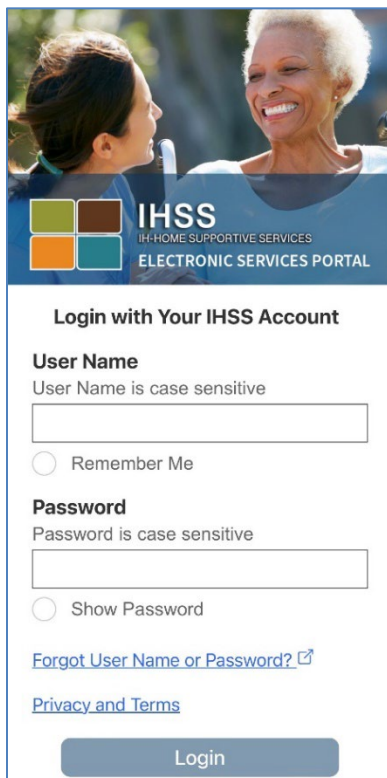 IHSS
IH-HOME SUPPORTIVE SERVICES
ELECTRONIC SERVICES PORTAL
Login with Your IHSS Account
User Name
User Name is case sensitive
Remember Me
Password
Password is case sensitive
Show Password
Forgot User Name or Password?
Privacy and Terms
Login